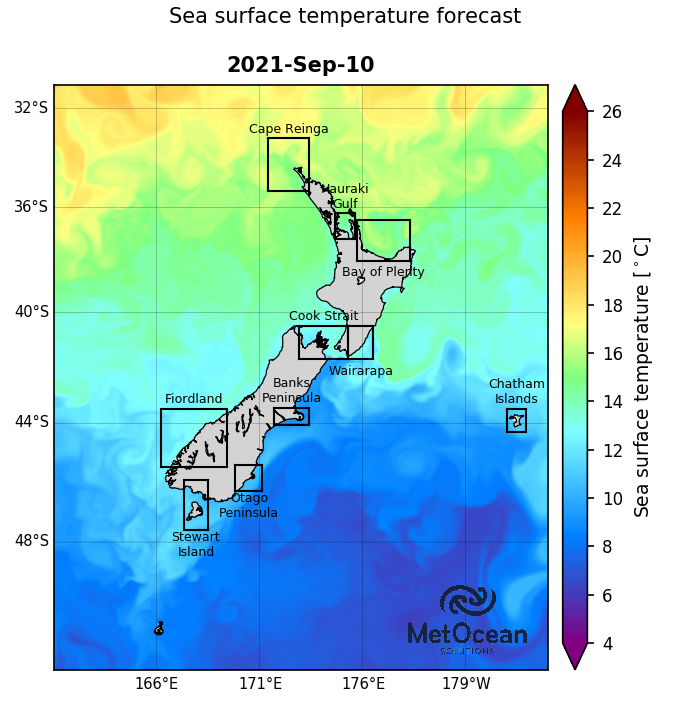 Sea surface temperature forecast
2021-Sep-10
32°S
36°S
40°S
44°S
48°S
166°E
171°E
176°E
179°W
Cape Reinga
Hauraki
Gulf
Bay of Plenty
Cook Strait
Wairarapa
Banks
Peninsula
Fiordland
Chatham
Islands
Otago
Peninsula
Stewart
Island
MetOcean
SOLUTIONS
26
24
22
20
18
16
14
12
10
8
6
4
Sea surface temperature [°C]